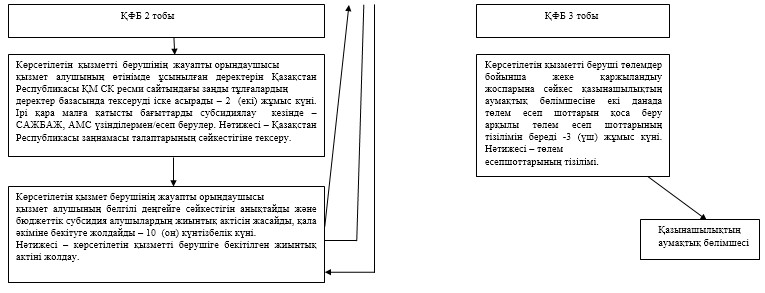 ҚФБ 2 тобы
Көрсетілетін қызметті берушінің жауапты орындаушысы
қызмет алушының өтінімде ұсынылған деректерін Қазақстан
Республикасы ҚМ СК ресми сайтындағы заңды тұлғалардың
деректер базасында тексеруді іске асырады – 2 (екі) жұмыс күні.
Ірі қара малға қатысты бағыттарды субсидиялау кезінде –
САЖБАЖ, АМС үзінділермен/есеп берулер. Нәтижесі – Қазақстан
Республикасы заңнамасы талаптарының сәйкестігіне тексеру.
Көрсетілетін қызмет берушінің жауапты орындаушысы
қызмет алушының белгілі деңгейге сәйкестігін анықтайды және
бюджеттік субсидия алушылардың жиынтық актісін жасайды, қала
әкіміне бекітуге жолдайды – 10 (он) күнтізбелік күні.
Нәтижесі – көрсетілетін қызметті берушіге бекітілген жиынтық
актіні жолдау.
ҚФБ 3 тобы
Көрсетілетін қызметті беруші төлемдер
бойынша жеке қаржыландыу
жоспарына сәйкес қазынашылықтың
аумақтық бөлімшесіне екі данада
төлем есеп шоттарын қоса беру
арқылы төлем есеп шоттарының
тізілімін береді -3 (үш) жұмыс күні.
Нәтижесі – төлем
есепшоттарының тізілімі.
Қазынашылықтың
аумақтық бөлімшесі